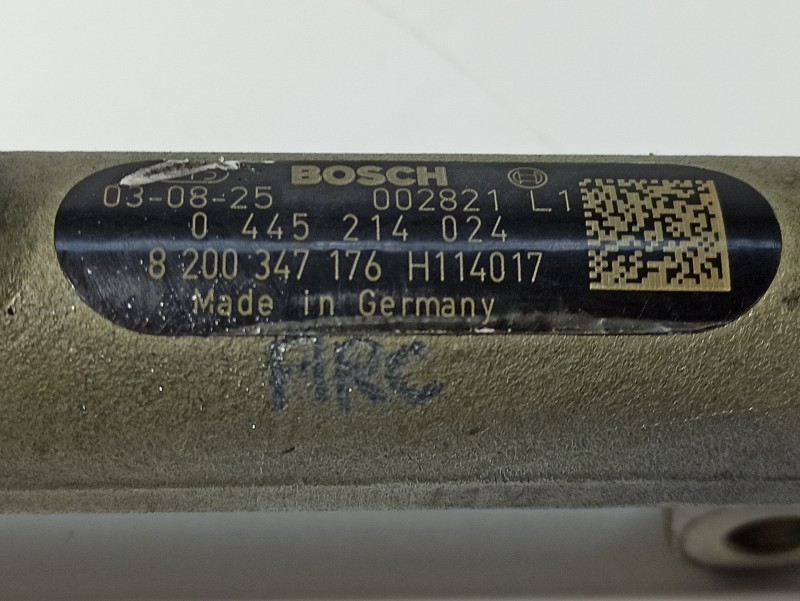 BOSCH
03-08-25 002821 L1
0 445 214 024
8 200 347 176 H114017
Made in Germany
ARC